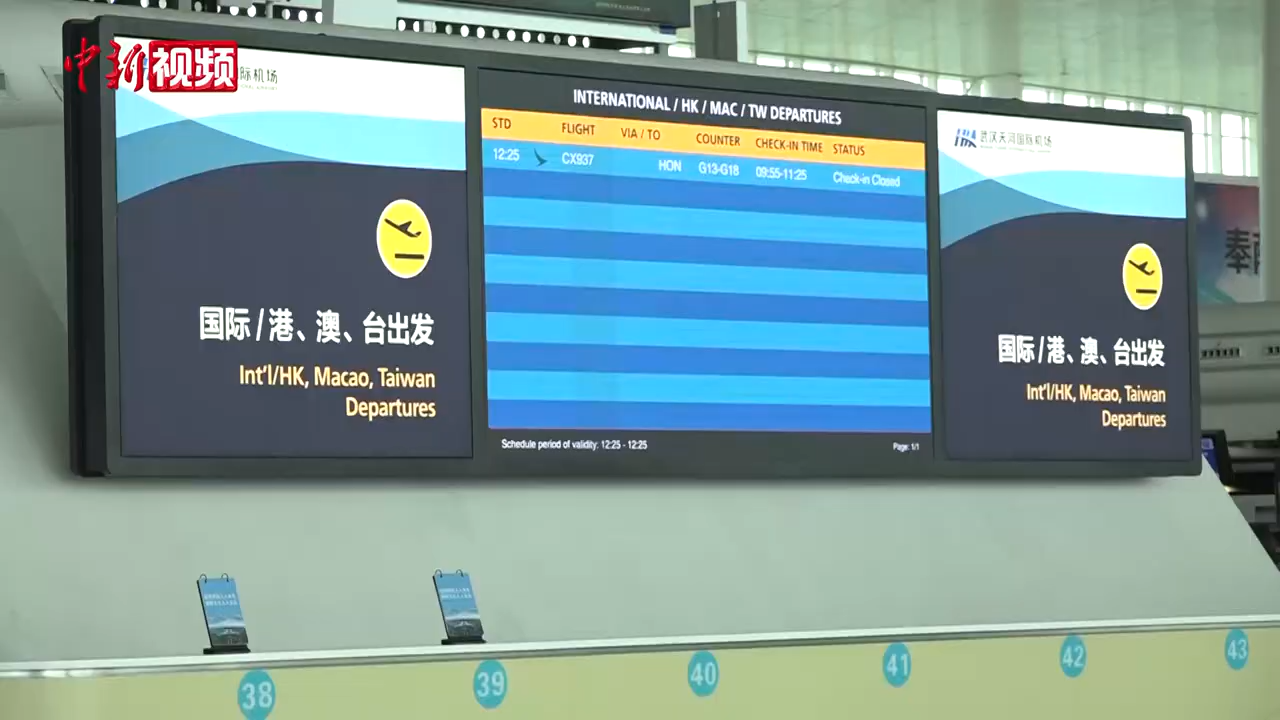 中新视频
际机场
国际/港、澳、台出发
Int'l/HK, Macao, Taiwan
Departures
INTERNATIONAL / HK / MAC / TW DEPARTURES
STD FLIGHT VIA / TO COUNTER CHECK-IN TIME STATUS
12:25 CX937 HON G13-G18 09:55-11:25 Check-in Closed
Schedule period of validity: 12:25 - 12:25 Page: 1/1
武汉天河国际机场
国际/港、澳、台出发
Int'l/HK, Macao, Taiwan
Departures
奉
38 39 40 41 42 43